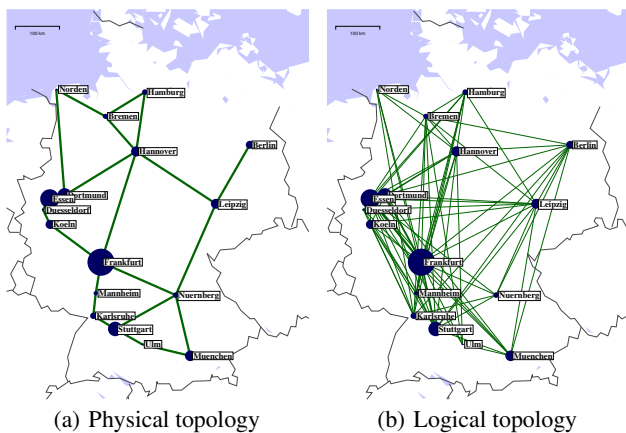 100 km
Norden
Hamburg
Bremen
Hannover
Berlin
Dortmund
Essen
Duesseldorf
Koeln
Leipzig
Frankfurt
Mannheim
Nuernberg
Karlsruhe
Stuttgart
Ulm
Muenchen
(a) Physical topology
100 km
Norden
Hamburg
Bremen
Hannover
Berlin
Dortmund
Essen
Duesseldorf
Koeln
Leipzig
Frankfurt
Mannheim
Nuernberg
Karlsruhe
Stuttgart
Ulm
Muenchen
(b) Logical topology